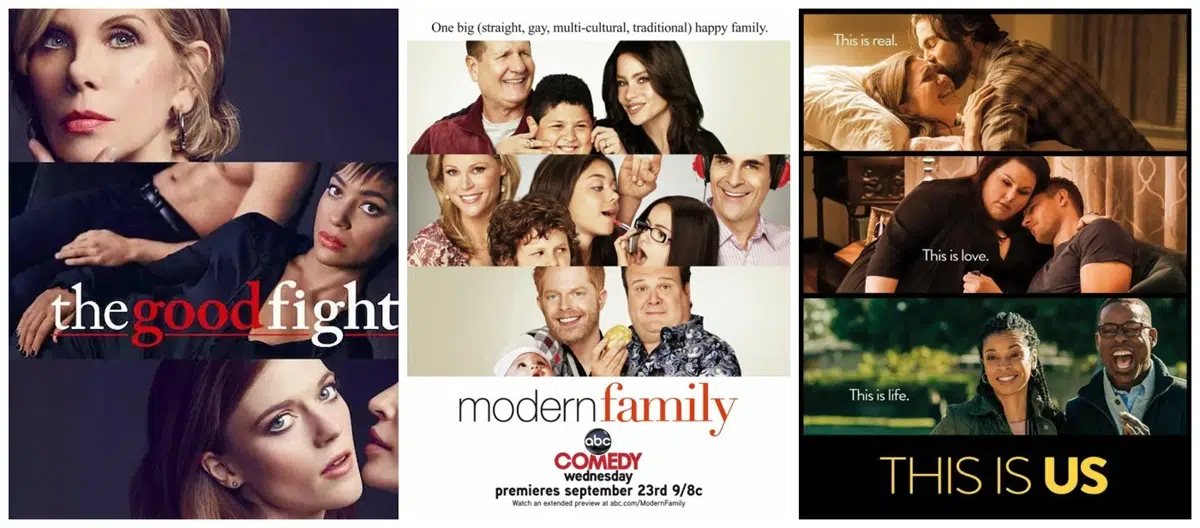 the good fight
One big (straight, gay, multi-cultural, traditional) happy family.
modern family
abc
COMEDY
wednesday
premieres september 23rd 9/8c
Watch an extended preview at abc.com/ModernFamily
This is real.
This is love.
This is life.
THIS IS US